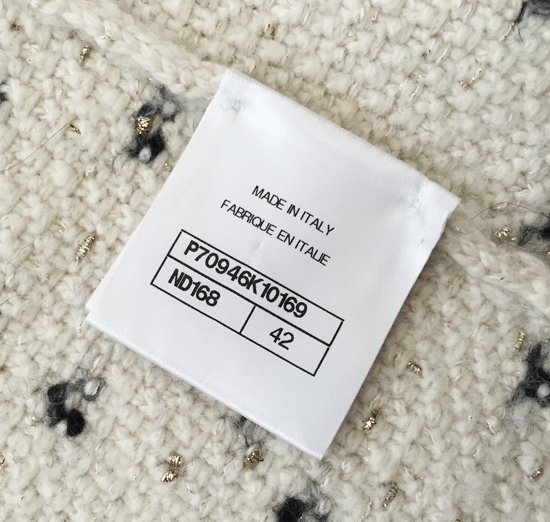 MADE IN ITALY
FABRIQUE EN ITALIE
P70946K10169
ND168 42